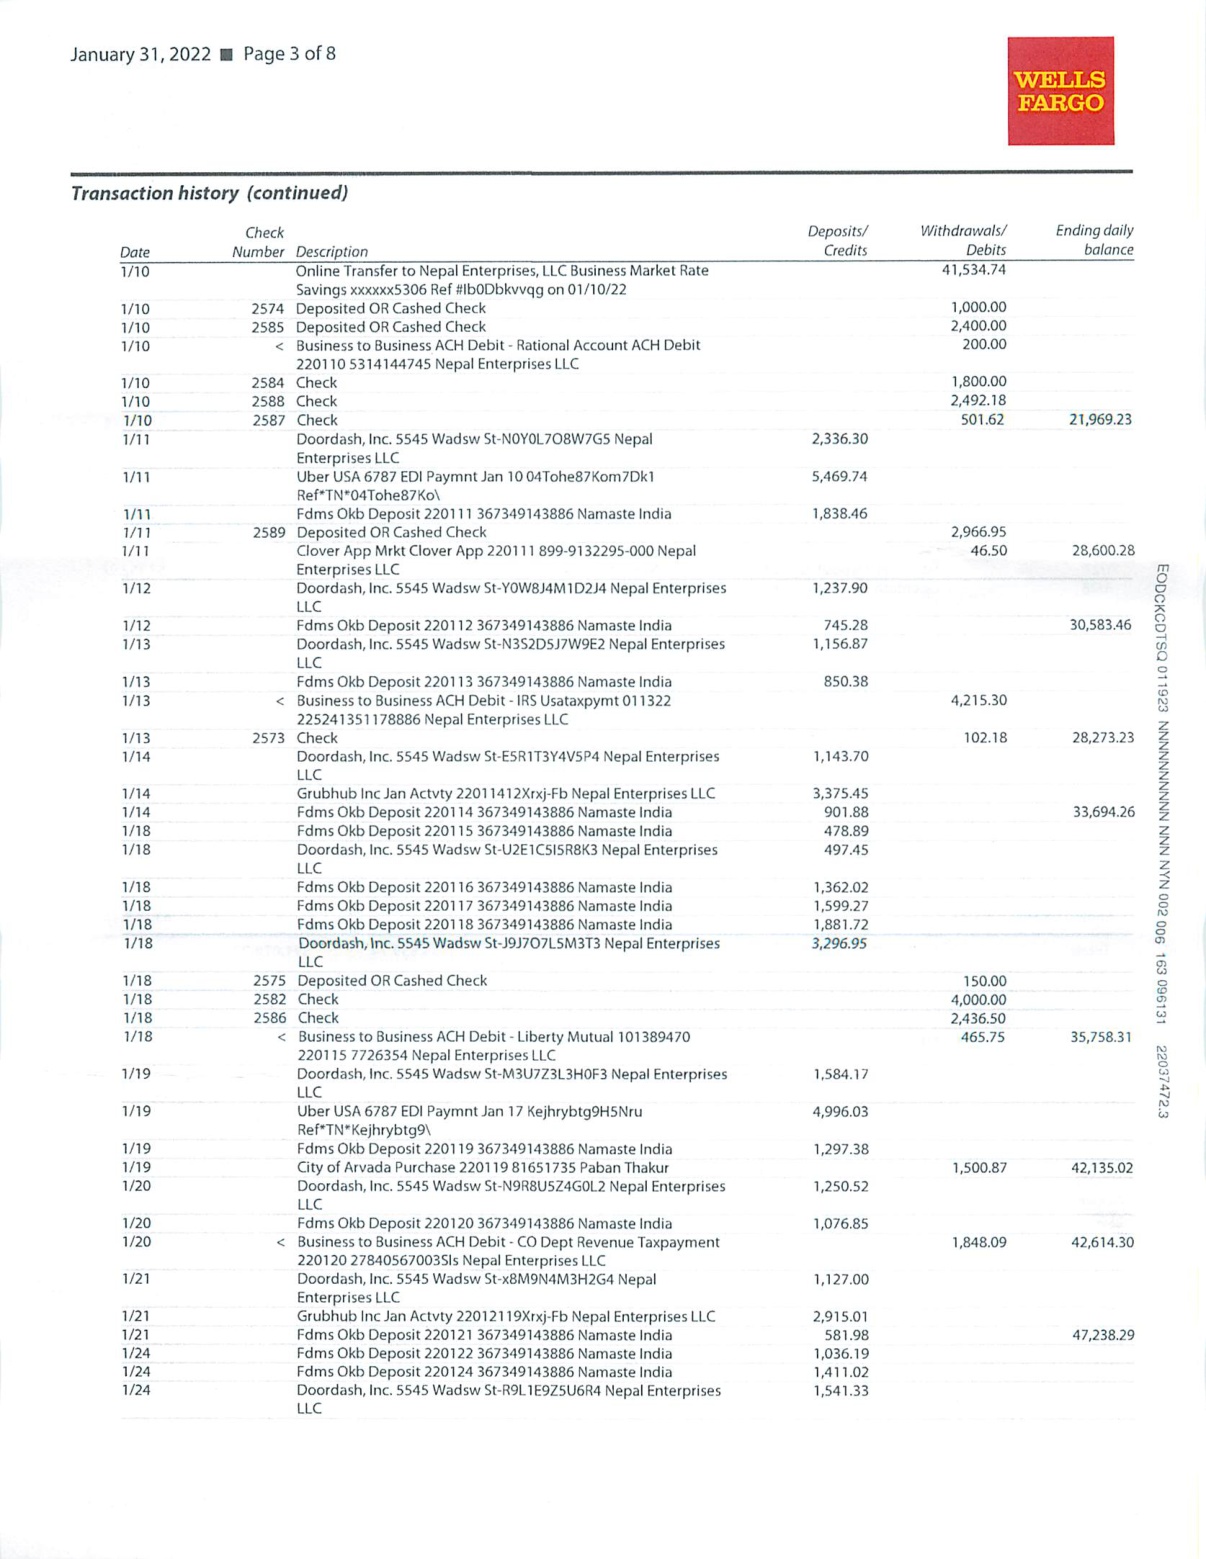 January 31, 2022 ■ Page 3 of 8
WELLS
FARGO
Transaction history (continued)
Check Deposits/ Withdrawals/ Ending daily
Date Number Description Credits Debits balance
1/10 Online Transfer to Nepal Enterprises, LLC Business Market Rate 41,534.74
Savings xxxxxx5306 Ref #Ib0Dbkvvqg on 01/10/22
1/10 2574 Deposited OR Cashed Check 1,000.00
1/10 2585 Deposited OR Cashed Check 2,400.00
1/10 < Business to Business ACH Debit - Rational Account ACH Debit 200.00
220110 5314144745 Nepal Enterprises LLC
1/10 2584 Check 1,800.00
1/10 2588 Check 2,492.18
1/10 2587 Check 501.62 21,969.23
1/11 Doordash, Inc. 5545 Wadsw St-N0Y0L7O8W7G5 Nepal 2,336.30
Enterprises LLC
1/11 Uber USA 6787 EDI Paymnt Jan 10 04Tohe87Kom7Dk1 5,469.74
Ref*TN*04Tohe87Ko\
1/11 Fdms Okb Deposit 220111 367349143886 Namaste India 1,838.46
1/11 2589 Deposited OR Cashed Check 2,966.95
1/11 Clover App Mrkt Clover App 220111 899-9132295-000 Nepal 46.50 28,600.28
Enterprises LLC
1/12 Doordash, Inc. 5545 Wadsw St-Y0W8J4M1D2J4 Nepal Enterprises 1,237.90
LLC
1/12 Fdms Okb Deposit 220112 367349143886 Namaste India 745.28 30,583.46
1/13 Doordash, Inc. 5545 Wadsw St-N3S2D5J7W9E2 Nepal Enterprises 1,156.87
LLC
1/13 Fdms Okb Deposit 220113 367349143886 Namaste India 850.38
1/13 < Business to Business ACH Debit - IRS Usataxpymt 011322 4,215.30
225241351178886 Nepal Enterprises LLC
1/13 2573 Check 102.18 28,273.23
1/14 Doordash, Inc. 5545 Wadsw St-E5R1T3Y4V5P4 Nepal Enterprises 1,143.70
LLC
1/14 Grubhub Inc Jan Actvty 22011412Xrxj-Fb Nepal Enterprises LLC 3,375.45
1/14 Fdms Okb Deposit 220114 367349143886 Namaste India 901.88 33,694.26
1/18 Fdms Okb Deposit 220115 367349143886 Namaste India 478.89
1/18 Doordash, Inc. 5545 Wadsw St-U2E1C5I5R8K3 Nepal Enterprises 497.45
LLC
1/18 Fdms Okb Deposit 220116 367349143886 Namaste India 1,362.02
1/18 Fdms Okb Deposit 220117 367349143886 Namaste India 1,599.27
1/18 Fdms Okb Deposit 220118 367349143886 Namaste India 1,881.72
1/18 Doordash, Inc. 5545 Wadsw St-J9J7O7L5M3T3 Nepal Enterprises 3,296.95
LLC
1/18 2575 Deposited OR Cashed Check 150.00
1/18 2582 Check 4,000.00
1/18 2586 Check 2,436.50
1/18 < Business to Business ACH Debit - Liberty Mutual 101389470 465.75 35,758.31
220115 7726354 Nepal Enterprises LLC
1/19 Doordash, Inc. 5545 Wadsw St-M3U7Z3L3H0F3 Nepal Enterprises 1,584.17
LLC
1/19 Uber USA 6787 EDI Paymnt Jan 17 Kejhrybtg9H5Nru 4,996.03
Ref*TN*Kejhrybtg9\
1/19 Fdms Okb Deposit 220119 367349143886 Namaste India 1,297.38
1/19 City of Arvada Purchase 220119 81651735 Paban Thakur 1,500.87 42,135.02
1/20 Doordash, Inc. 5545 Wadsw St-N9R8U5Z4G0L2 Nepal Enterprises 1,250.52
LLC
1/20 Fdms Okb Deposit 220120 367349143886 Namaste India 1,076.85
1/20 < Business to Business ACH Debit - CO Dept Revenue Taxpayment 1,848.09 42,614.30
220120 27840567003Sls Nepal Enterprises LLC
1/21 Doordash, Inc. 5545 Wadsw St-x8M9N4M3H2G4 Nepal 1,127.00
Enterprises LLC
1/21 Grubhub Inc Jan Actvty 22012119Xrxj-Fb Nepal Enterprises LLC 2,915.01
1/21 Fdms Okb Deposit 220121 367349143886 Namaste India 581.98 47,238.29
1/24 Fdms Okb Deposit 220122 367349143886 Namaste India 1,036.19
1/24 Fdms Okb Deposit 220124 367349143886 Namaste India 1,411.02
1/24 Doordash, Inc. 5545 Wadsw St-R9L1E9Z5U6R4 Nepal Enterprises 1,541.33
LLC
EODCKCDTSQ 011923 NNNNNNNNNN NNN NYN 002 006 163 096131 22037472.3